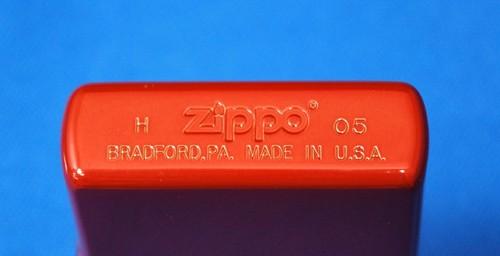 H Zippo® 05
BRADFORD,PA. MADE IN U.S.A.